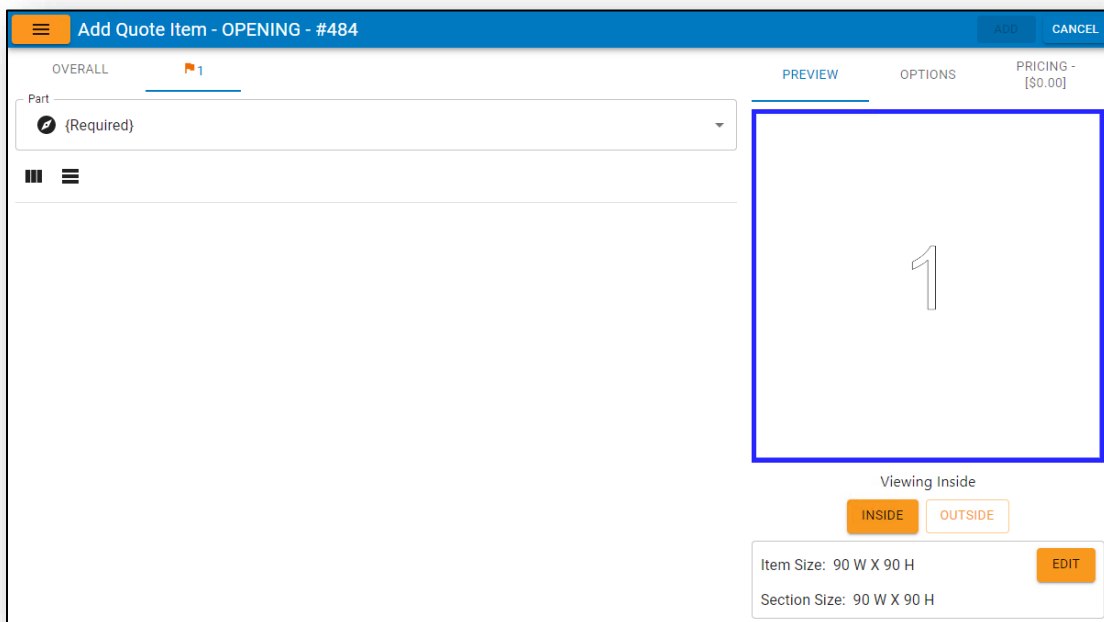 Add Quote Item - OPENING - #484
ADD
CANCEL
OVERALL
1
PREVIEW
OPTIONS
PRICING -
[$0.00]
Part
{Required}
1
Viewing Inside
INSIDE
OUTSIDE
Item Size: 90 W X 90 H
EDIT
Section Size: 90 W X 90 H